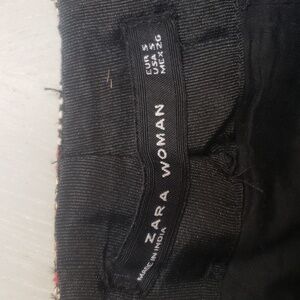 ZARA WOMAN
MADE IN INDIA
EUR S
USA S
MEX 26